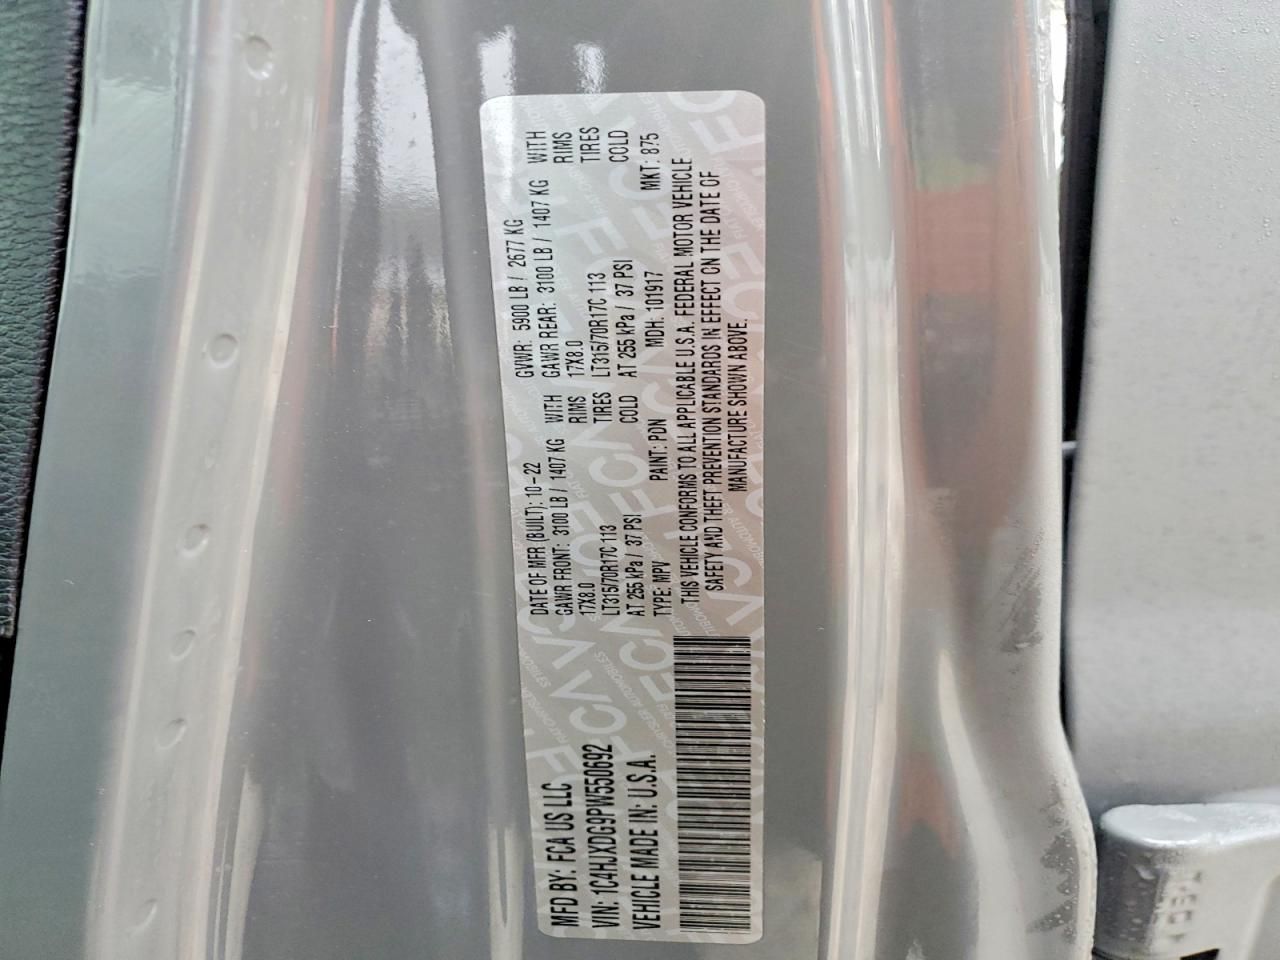 MFD BY: FCA US LLC
VIN: 1C4HJXDG9PW550692
VEHICLE MADE IN: U.S.A.
DATE OF MFR (BUILT): 10-22 GVWR: 5900 LB / 2677 KG
GAWR FRONT: 3100 LB / 1407 KG WITH GAWR REAR: 3100 LB / 1407 KG WITH
17X8.0 RIMS 17X8.0 RIMS
LT315/70R17C 113 TIRES LT315/70R17C 113 TIRES
AT 255 kPa / 37 PSI COLD AT 255 kPa / 37 PSI COLD
TYPE: MPV PAINT: PDN MDH: 101917 MKT: 875
THIS VEHICLE CONFORMS TO ALL APPLICABLE U.S.A. FEDERAL MOTOR VEHICLE
SAFETY AND THEFT PREVENTION STANDARDS IN EFFECT ON THE DATE OF
MANUFACTURE SHOWN ABOVE.